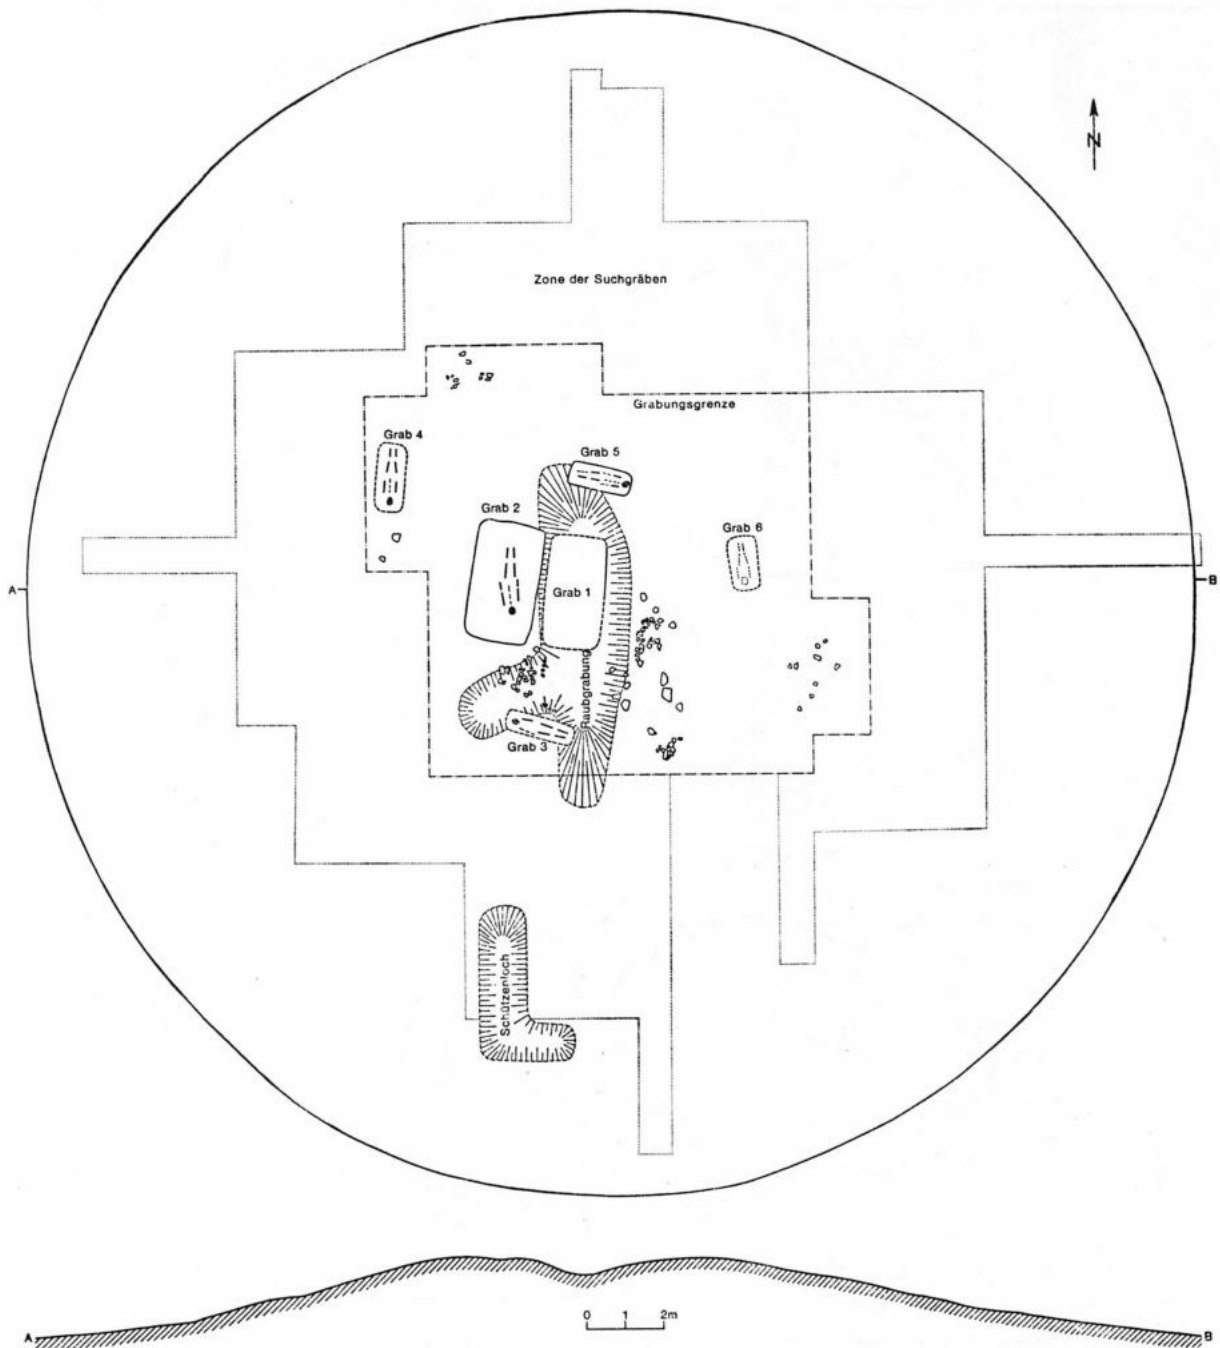 N
Zone der Suchgräben
Grabungsgrenze
Grab 4
Grab 5
Grab 2
Grab 6
Grab 1
A
B
Raubgrabung
Grab 3
Schützenloch
0 1 2m
A
B